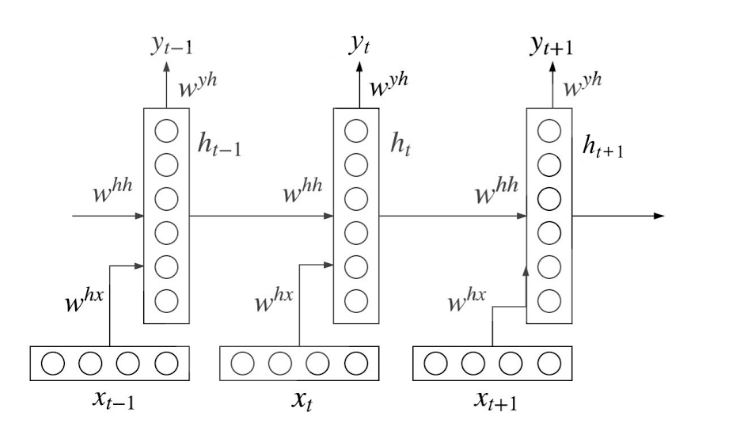 y_{t−1} y_t y_{t+1}
w^{yh} w^{yh} w^{yh}
h_{t−1} h_t h_{t+1}
w^{hh} w^{hh} w^{hh}
w^{hx} w^{hx} w^{hx}
x_{t−1} x_t x_{t+1}